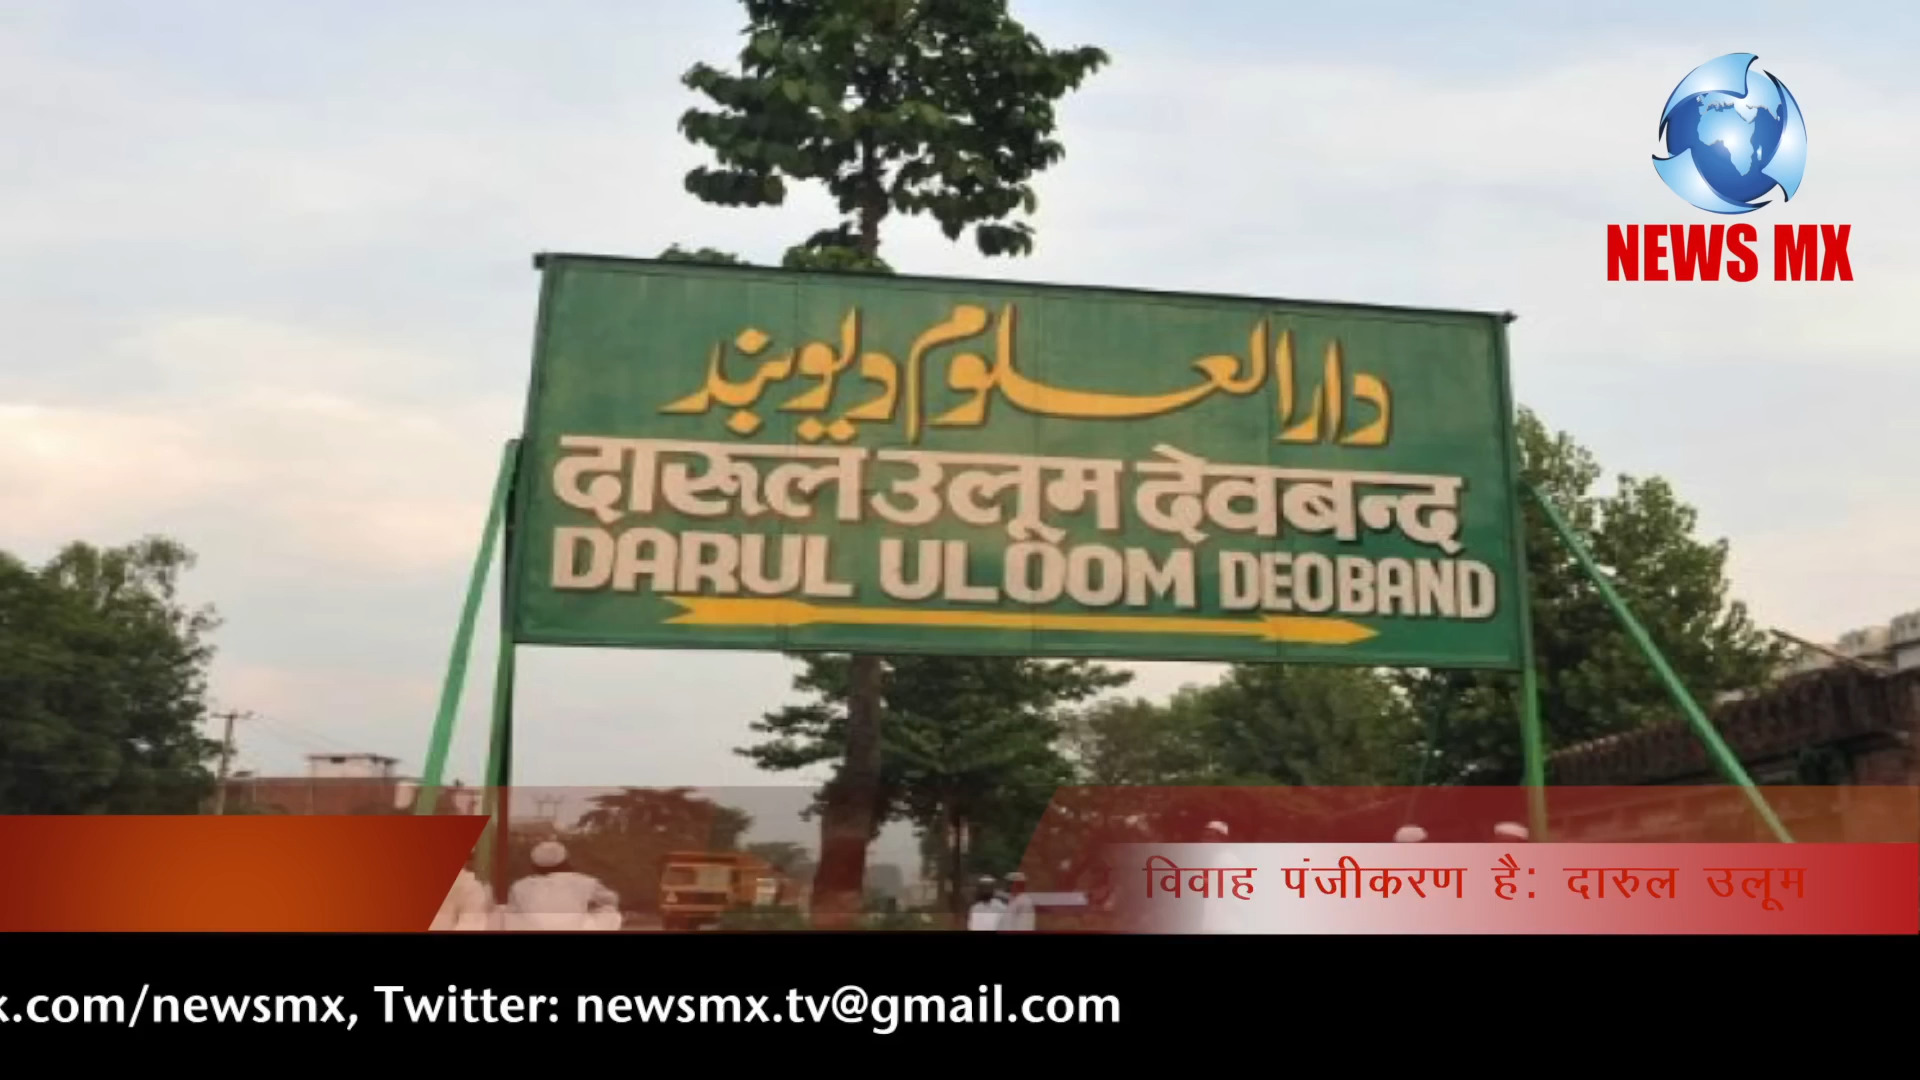 NEWS MX
دارالعلوم دیوبند
दारूल उलूम देवबन्द
DARUL ULOOM DEOBAND
विवाह पंजीकरण है: दारुल उलूम
x.com/newsmx, Twitter: newsmx.tv@gmail.com